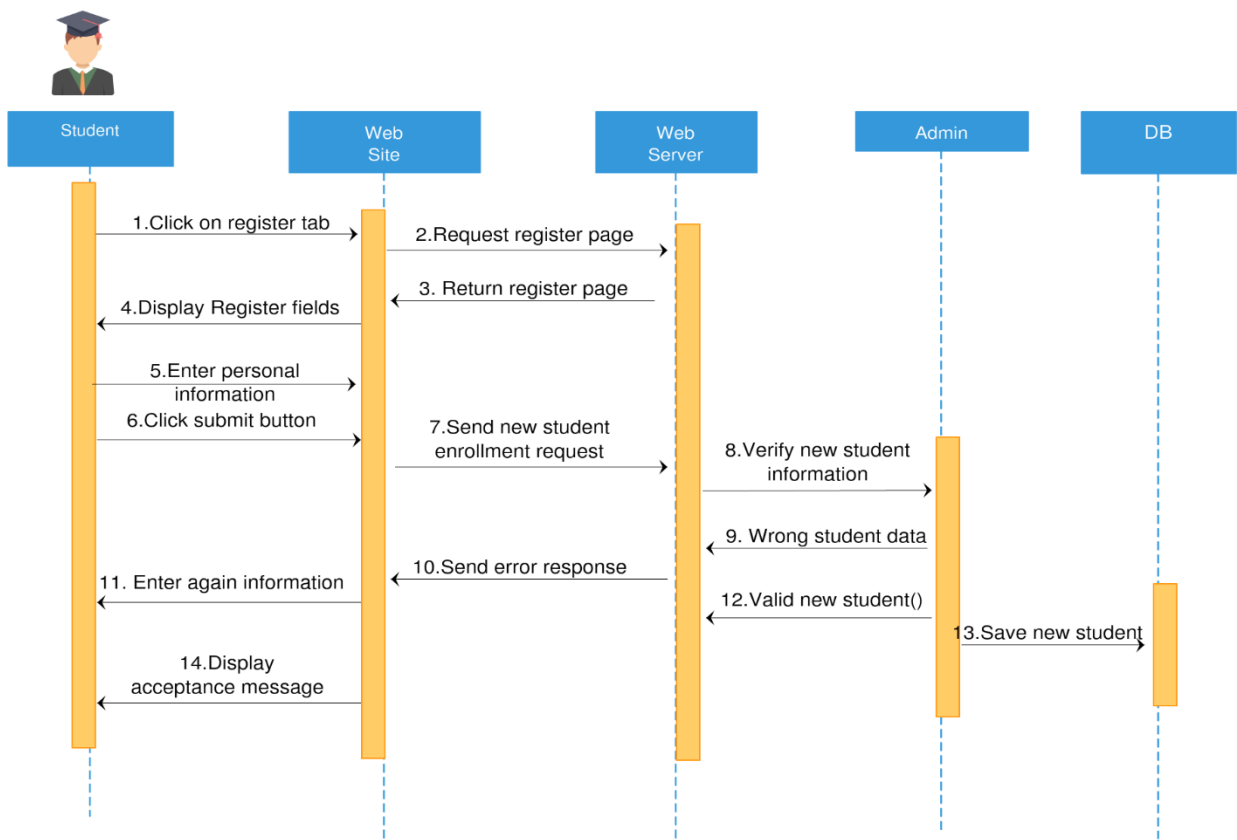 Student
Web
Site
Web
Server
Admin
DB
1.Click on register tab
2.Request register page
3. Return register page
4.Display Register fields
5.Enter personal
information
6.Click submit button
7.Send new student
enrollment request
8.Verify new student
information
9. Wrong student data
10.Send error response
11. Enter again information
12.Valid new student()
13.Save new student
14.Display
acceptance message